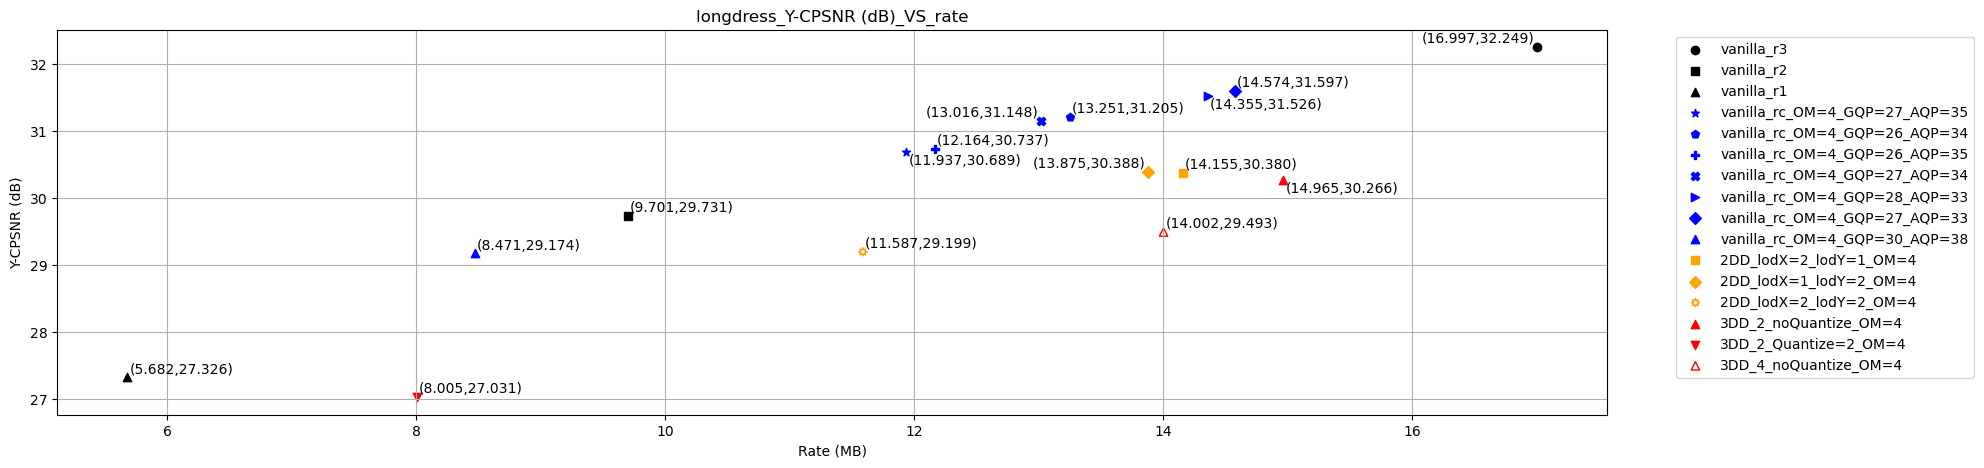 longdress_Y-CPSNR (dB)_VS_rate
Y-CPSNR (dB)
32
31
30
29
28
27
(16.997,32.249)
(14.574,31.597)
(14.355,31.526)
(13.251,31.205)
(13.016,31.148)
(12.164,30.737)
(11.937,30.689)
(13.875,30.388)
(14.155,30.380)
(14.965,30.266)
(9.701,29.731)
(14.002,29.493)
(11.587,29.199)
(8.471,29.174)
(5.682,27.326)
(8.005,27.031)
6
8
10
12
14
16
Rate (MB)
vanilla_r3
vanilla_r2
vanilla_r1
vanilla_rc_OM=4_GQP=27_AQP=35
vanilla_rc_OM=4_GQP=26_AQP=34
vanilla_rc_OM=4_GQP=26_AQP=35
vanilla_rc_OM=4_GQP=27_AQP=34
vanilla_rc_OM=4_GQP=28_AQP=33
vanilla_rc_OM=4_GQP=27_AQP=33
vanilla_rc_OM=4_GQP=30_AQP=38
2DD_lodX=2_lodY=1_OM=4
2DD_lodX=1_lodY=2_OM=4
2DD_lodX=2_lodY=2_OM=4
3DD_2_noQuantize_OM=4
3DD_2_Quantize=2_OM=4
3DD_4_noQuantize_OM=4